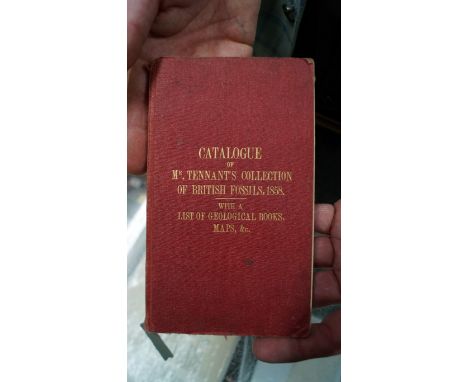 CATALOGUE
OF
Mr. TENNANT'S COLLECTION
OF BRITISH FOSSILS, 1858.
WITH A
LIST OF GEOLOGICAL BOOKS,
MAPS, &c.